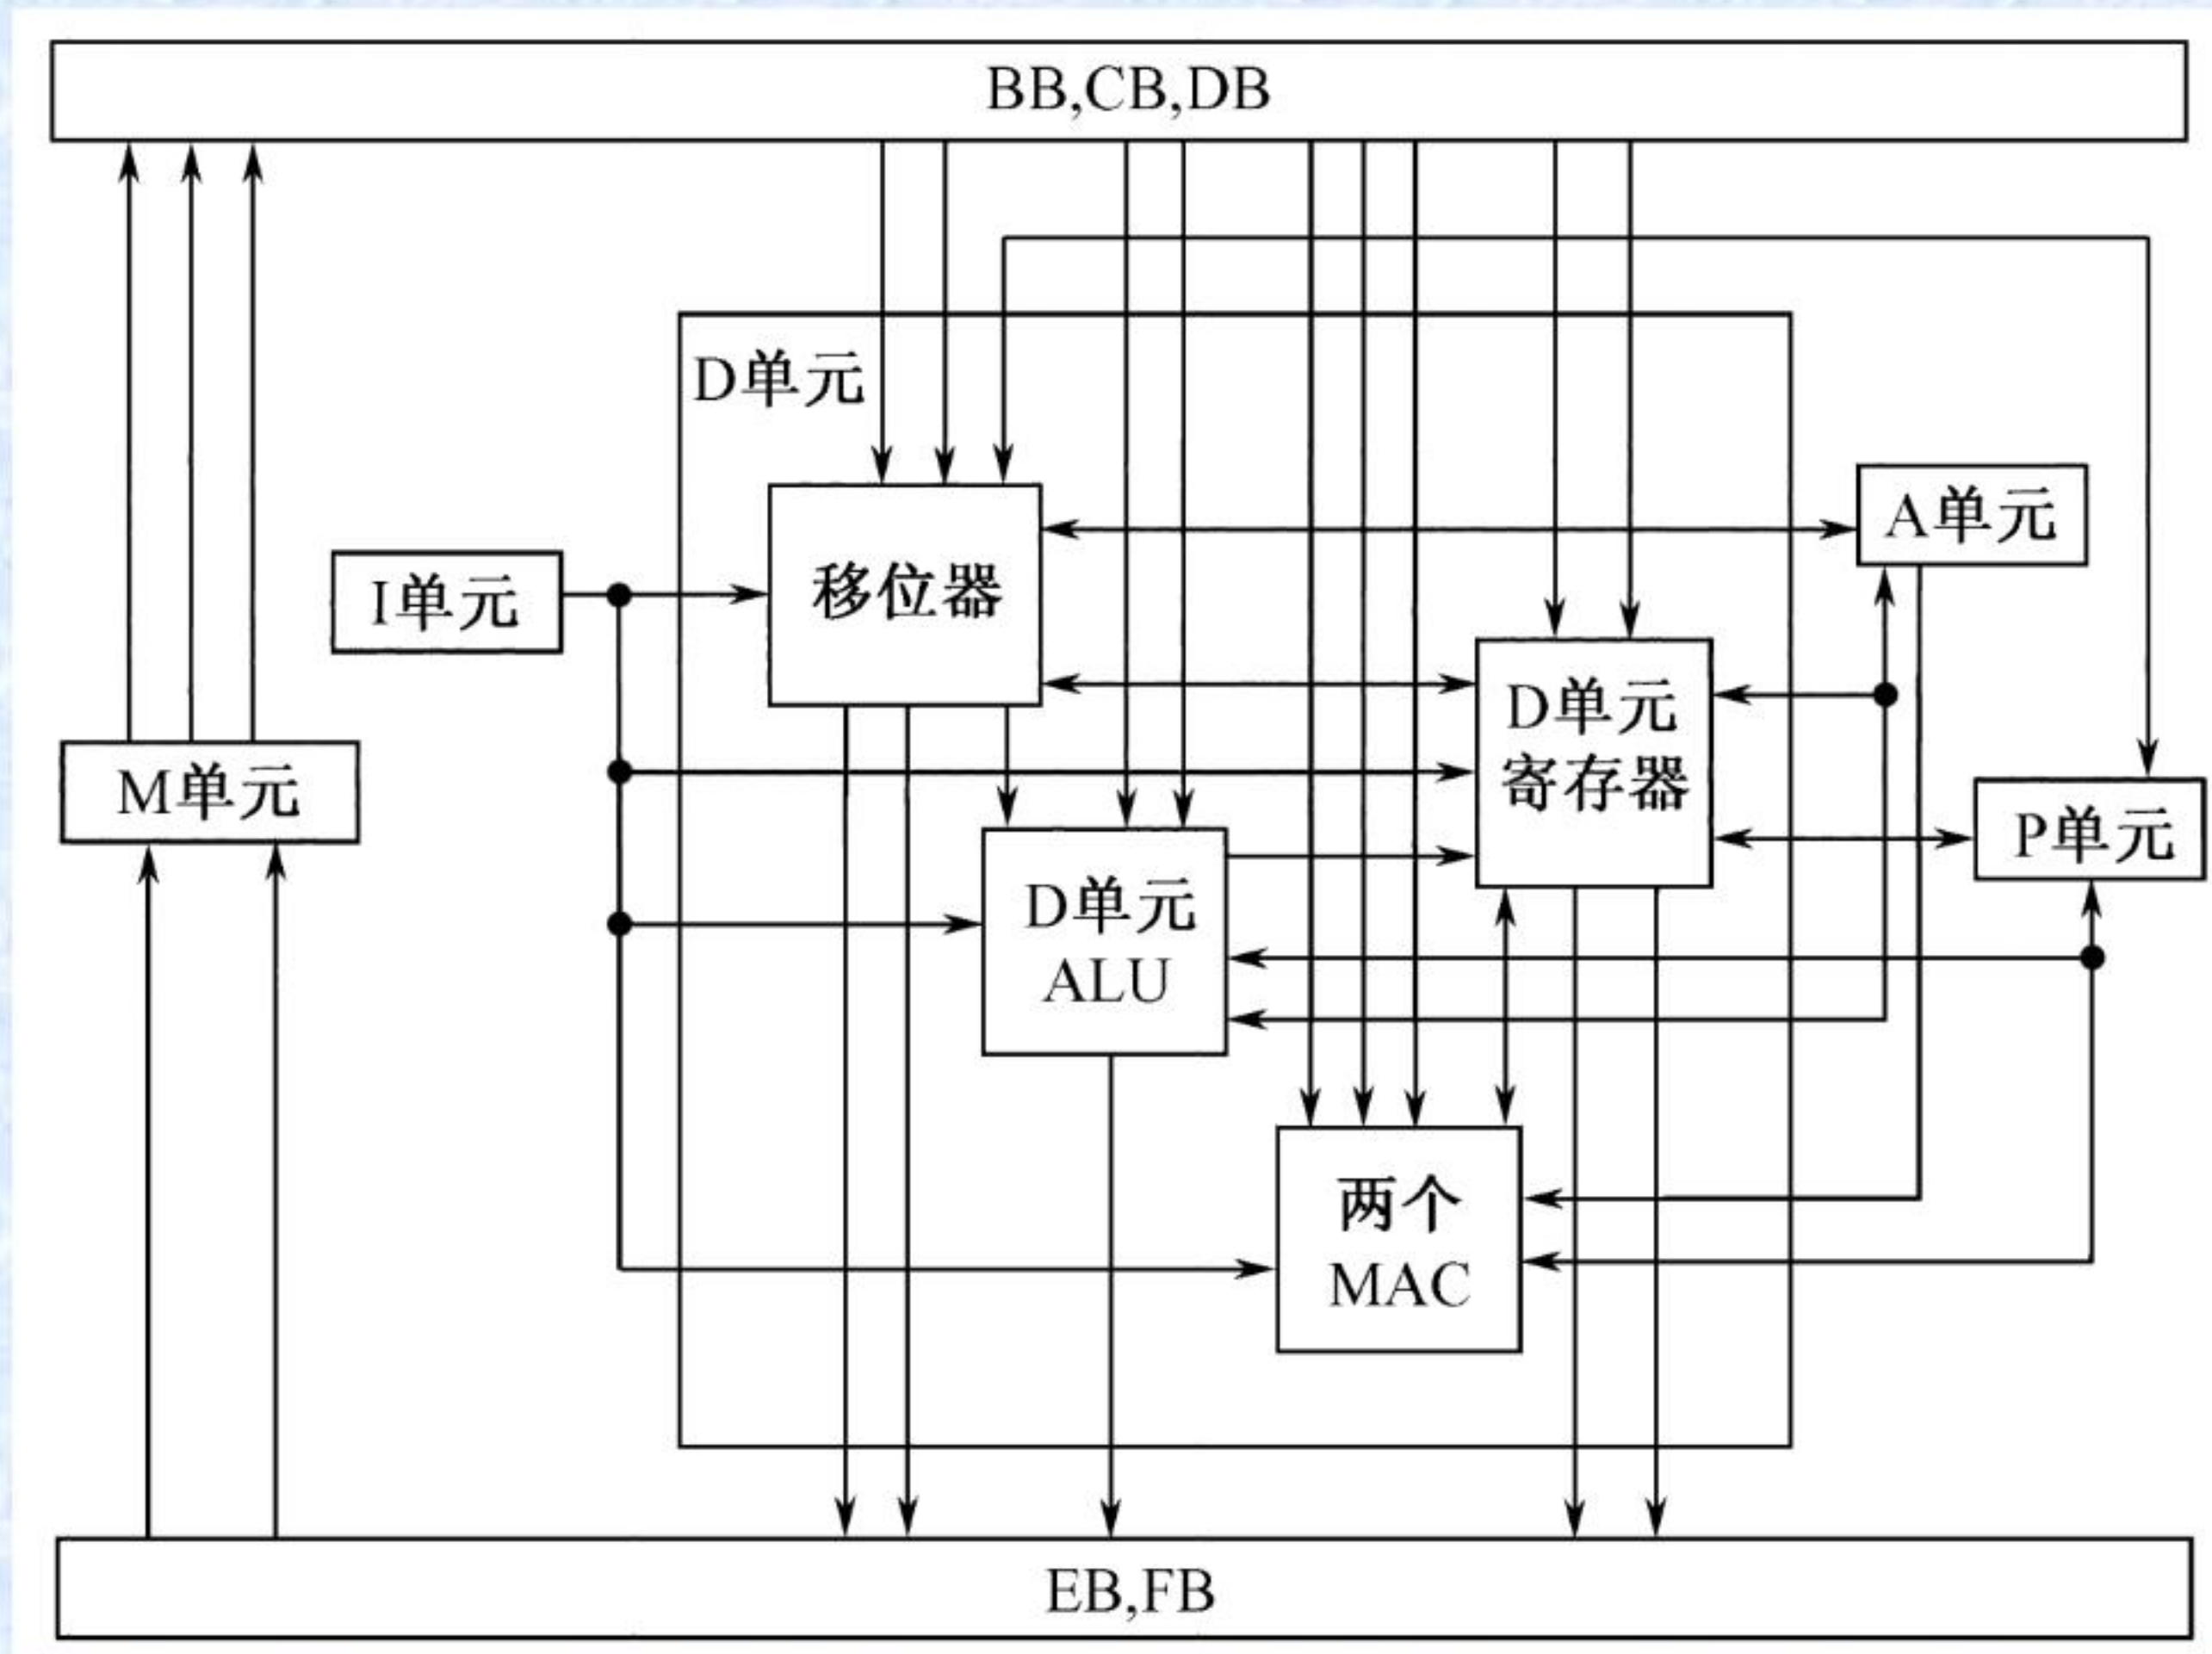 BB,CB,DB
D单元
A单元
I单元
移位器
D单元
寄存器
M单元
P单元
D单元
ALU
两个
MAC
EB,FB